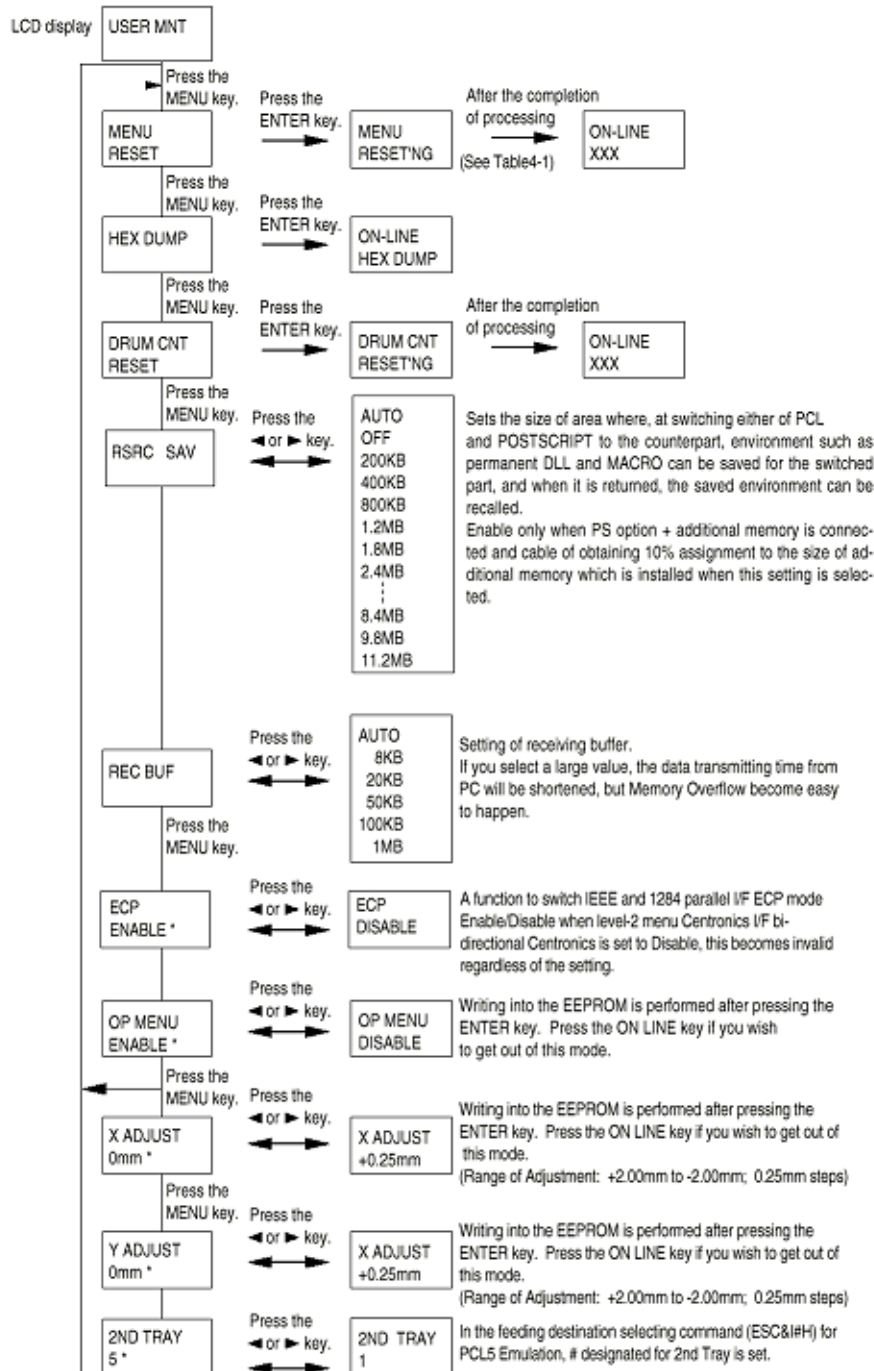 LCD display
USER MNT
Press the
MENU key.
MENU
RESET
Press the
ENTER key.
MENU
RESET'NG
After the completion
of processing
(See Table4-1)
ON-LINE
XXX
Press the
MENU key.
HEX DUMP
Press the
ENTER key.
ON-LINE
HEX DUMP
Press the
MENU key.
DRUM CNT
RESET
Press the
ENTER key.
DRUM CNT
RESET'NG
After the completion
of processing
ON-LINE
XXX
Press the
MENU key.
RSRC SAV
Press the
◄ or ► key.
AUTO
OFF
200KB
400KB
800KB
1.2MB
1.8MB
2.4MB
8.4MB
9.8MB
11.2MB
Sets the size of area where, at switching either of PCL
and POSTSCRIPT to the counterpart, environment such as
permanent DLL and MACRO can be saved for the switched
part, and when it is returned, the saved environment can be
recalled.
Enable only when PS option + additional memory is connec-
ted and cable of obtaining 10% assignment to the size of ad-
ditional memory which is installed when this setting is selec-
ted.
REC BUF
Press the
◄ or ► key.
AUTO
8KB
20KB
50KB
100KB
1MB
Setting of receiving buffer.
If you select a large value, the data transmitting time from
PC will be shortened, but Memory Overflow become easy
to happen.
Press the
MENU key.
ECP
ENABLE *
Press the
◄ or ► key.
ECP
DISABLE
A function to switch IEEE and 1284 parallel I/F ECP mode
Enable/Disable when level-2 menu Centronics I/F bi-
directional Centronics is set to Disable, this becomes invalid
regardless of the setting.
OP MENU
ENABLE *
Press the
◄ or ► key.
OP MENU
DISABLE
Writing into the EEPROM is performed after pressing the
ENTER key. Press the ON LINE key if you wish
to get out of this mode.
Press the
MENU key.
X ADJUST
0mm *
Press the
◄ or ► key.
X ADJUST
+0.25mm
Writing into the EEPROM is performed after pressing the
ENTER key. Press the ON LINE key if you wish to get out of
this mode.
(Range of Adjustment: +2.00mm to -2.00mm; 0.25mm steps)
Press the
MENU key.
Y ADJUST
0mm *
Press the
◄ or ► key.
X ADJUST
+0.25mm
Writing into the EEPROM is performed after pressing the
ENTER key. Press the ON LINE key if you wish to get out of
this mode.
(Range of Adjustment: +2.00mm to -2.00mm; 0.25mm steps)
2ND TRAY
5 *
Press the
◄ or ► key.
2ND TRAY
1
In the feeding destination selecting command (ESC&l#H) for
PCL5 Emulation, # designated for 2nd Tray is set.